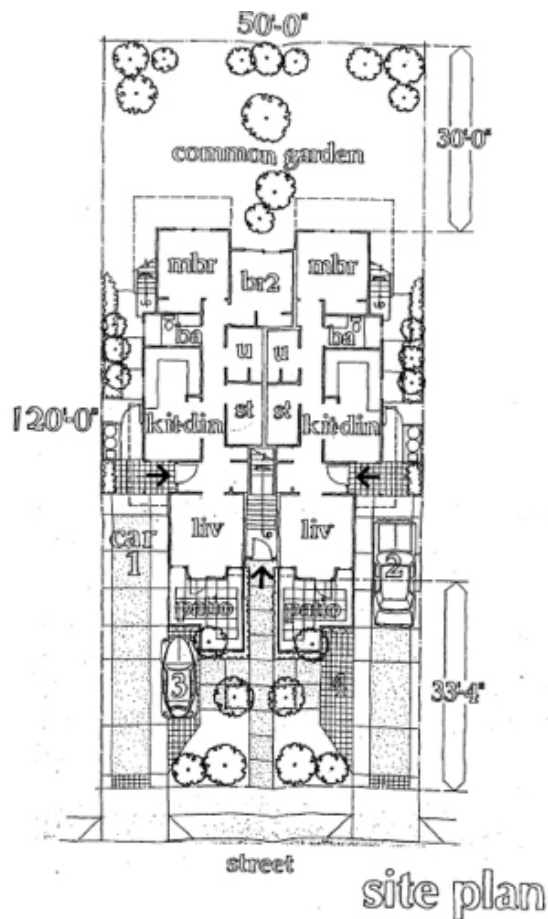 50'-0"
30'-0"
common garden
mbr
br2
mbr
ba
u
u
ba
kit-din
st
st
kit-din
120'-0"
liv
liv
car
1
2
patio
patio
3
4
33'-4"
street
site plan